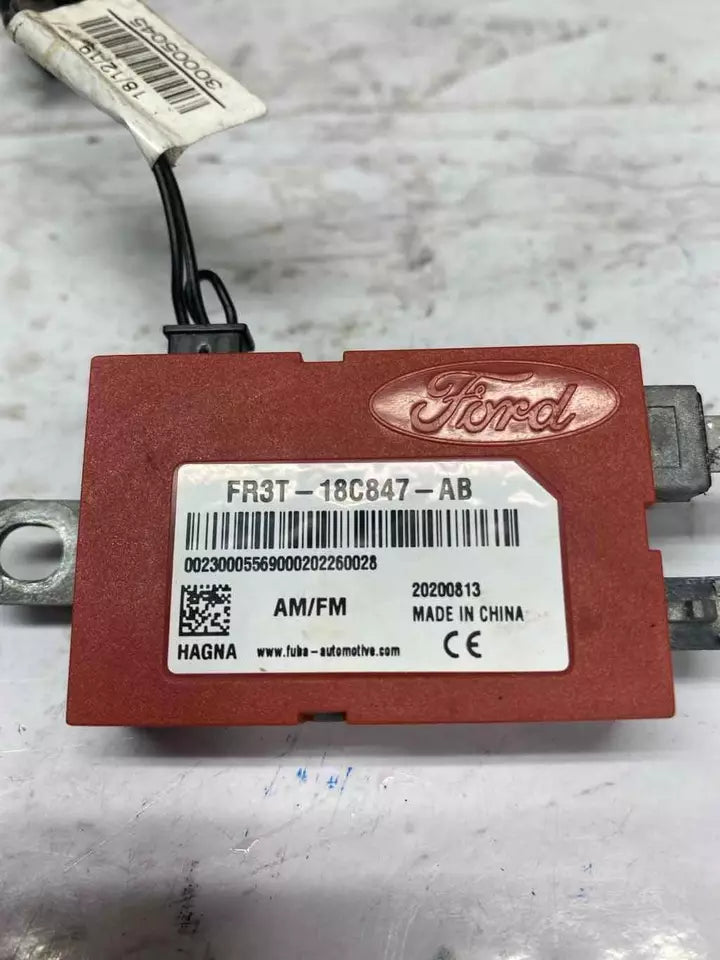 18/12/19
30005045
Ford
FR3T-18C847-AB
00230005569000202260028
AM/FM
20200813
MADE IN CHINA
HAGNA
www.fuba-automotive.com
CE